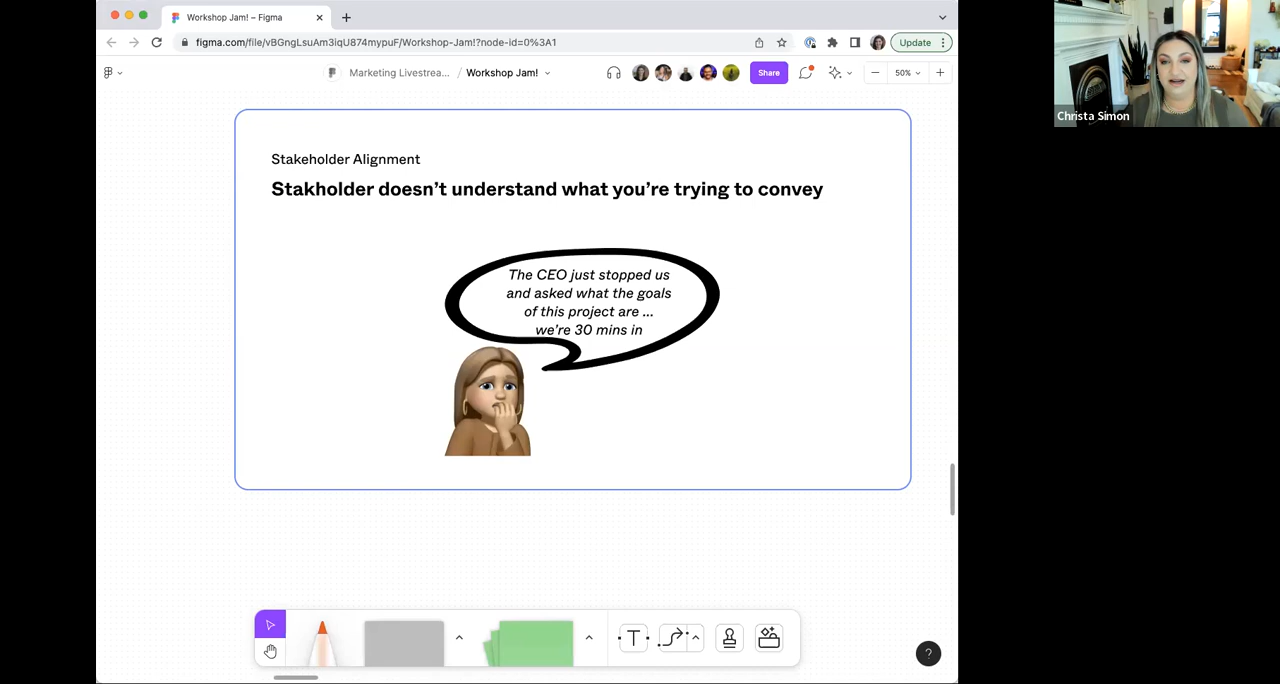 Workshop Jam! – Figma
figma.com/file/vBGngLsuAm3iqU874mypuF/Workshop-Jam!?node-id=0%3A1
Update
Marketing Livestrea... / Workshop Jam!
Share
50%
Christa Simon
Stakeholder Alignment
Stakholder doesn’t understand what you’re trying to convey
The CEO just stopped us
and asked what the goals
of this project are ...
we’re 30 mins in
T
?